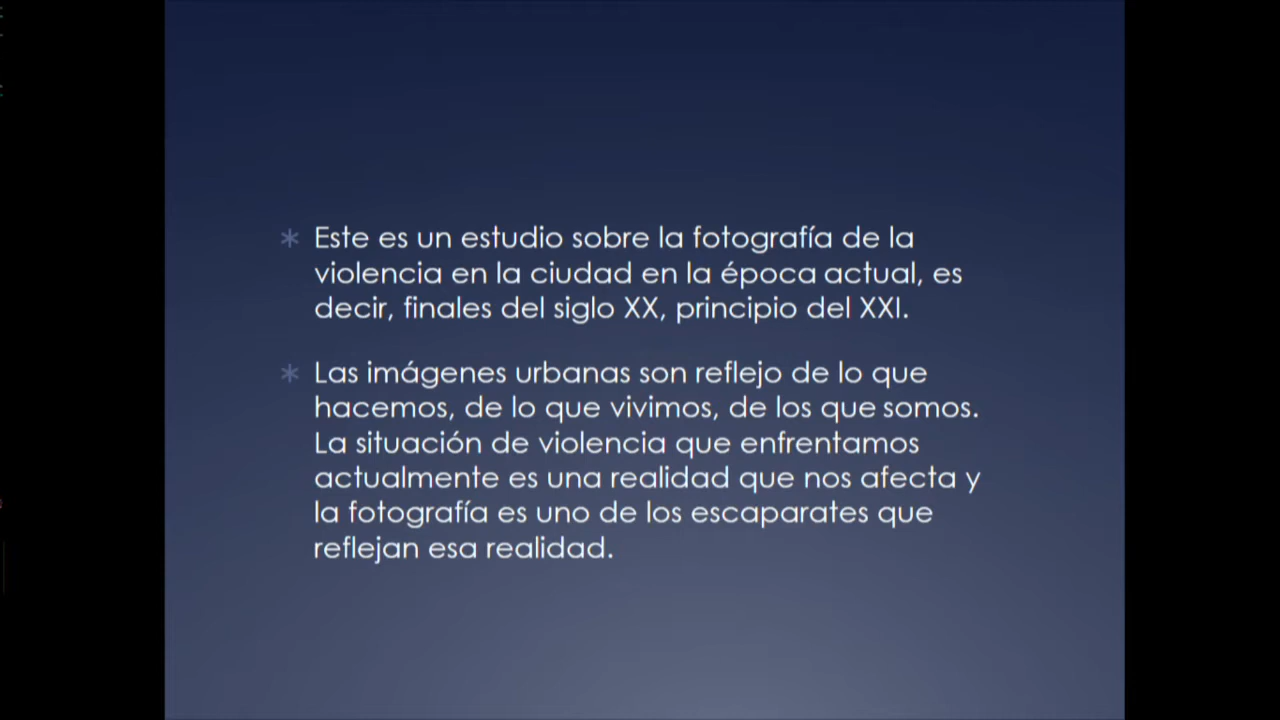 * Este es un estudio sobre la fotografía de la
violencia en la ciudad en la época actual, es
decir, finales del siglo XX, principio del XXI.
* Las imágenes urbanas son reflejo de lo que
hacemos, de lo que vivimos, de los que somos.
La situación de violencia que enfrentamos
actualmente es una realidad que nos afecta y
la fotografía es uno de los escaparates que
reflejan esa realidad.